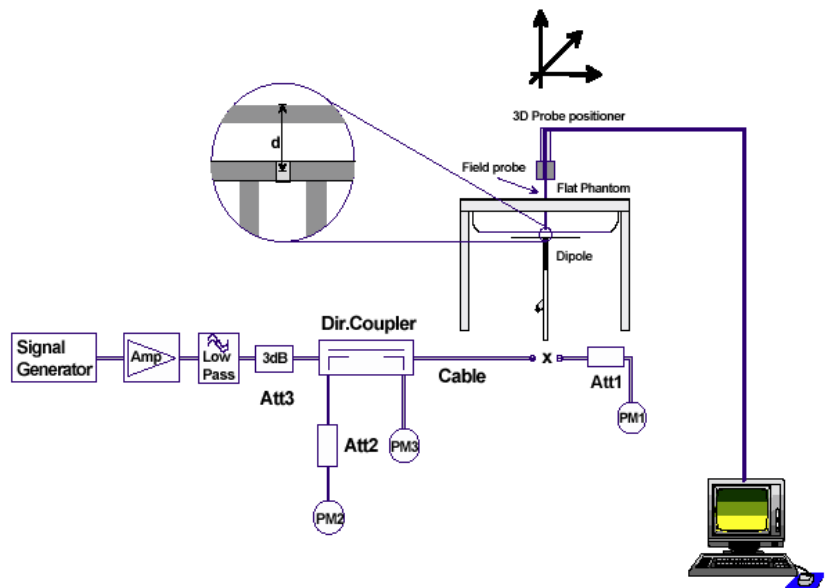 3D Probe positioner
d
Field probe
Flat Phantom
Dipole
Dir.Coupler
Signal
Generator
Amp
Low
Pass
3dB
Cable
x
Att1
Att3
PM1
Att2
PM3
PM2